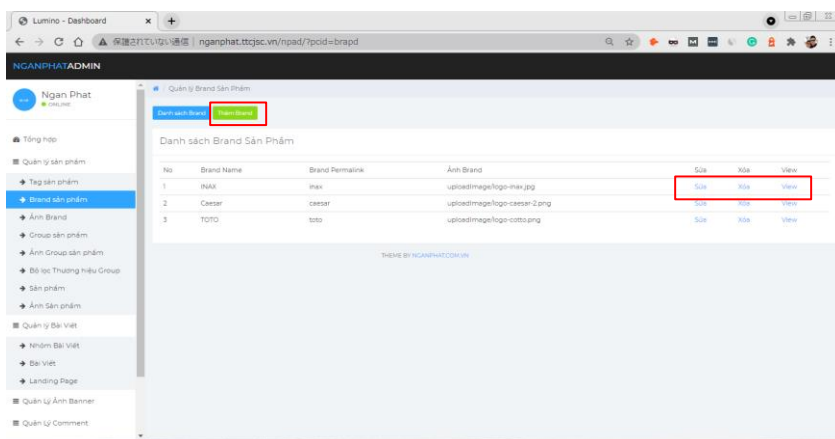 Lumino - Dashboard
保護されていない通信 | nganphat.ttcjsc.vn/npad/?pcid=brapd
NGANPHATADMIN
Ngan Phat
ONLINE
Tổng hợp
Quản lý sản phẩm
Tag sản phẩm
Brand sản phẩm
Ảnh Brand
Group sản phẩm
Ảnh Group sản phẩm
Bộ lọc Thương hiệu Group
Sản phẩm
Ảnh Sản phẩm
Quản lý Bài Viết
Nhóm Bài Viết
Bài Viết
Landing Page
Quản Lý Ảnh Banner
Quản Lý Comment
/ Quản lý Brand Sản Phẩm
Danh sách Brand Thêm Brand
Danh sách Brand Sản Phẩm
No Brand Name Brand Permalink Ảnh Brand Sửa Xóa View
1 INAX inax uploadImage/logo-inax.jpg Sửa Xóa View
2 Caesar caesar uploadImage/logo-caesar-2.png Sửa Xóa View
3 TOTO toto uploadImage/logo-cotto.png Sửa Xóa View
THEME BY NGANPHATCOM.VN